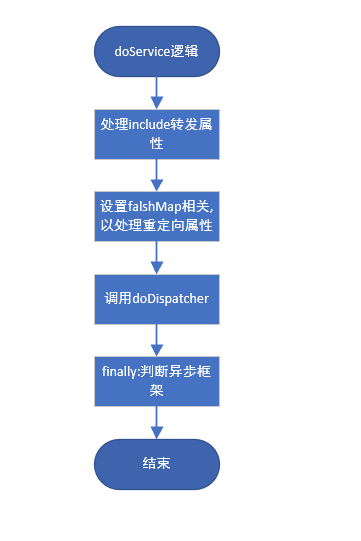 doService逻辑
处理include转发属
性
设置falshMap相关,
以处理重定向属性
调用doDispatcher
finally:判断异步框
架
结束